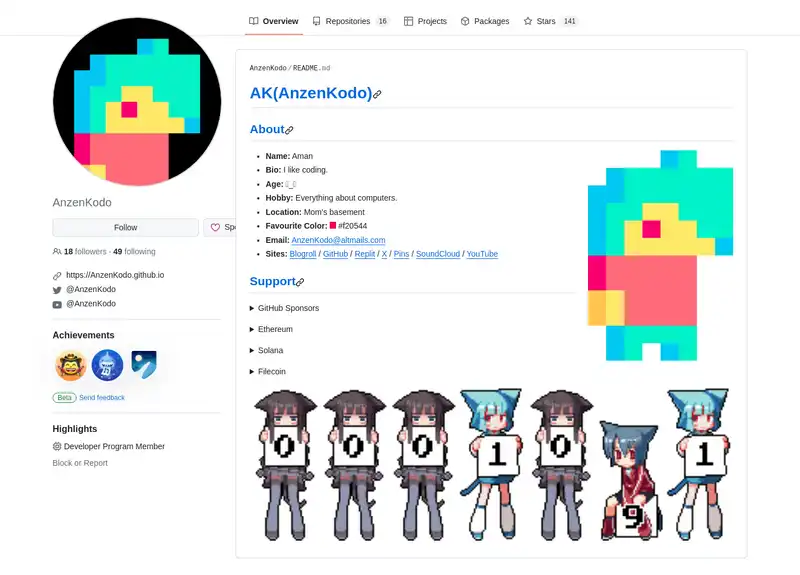 Overview
Repositories 16
Projects
Packages
Stars 141
AnzenKodo
Follow
Spo
18 followers · 49 following
https://AnzenKodo.github.io
@AnzenKodo
@AnzenKodo
Achievements
Beta Send feedback
Highlights
Developer Program Member
Block or Report
AnzenKodo / README.md
AK(AnzenKodo)
About
Name: Aman
Bio: I like coding.
Age:
Hobby: Everything about computers.
Location: Mom's basement
Favourite Color: #f20544
Email: AnzenKodo@altmails.com
Sites: Blogroll / GitHub / Replit / X / Pins / SoundCloud / YouTube
Support
GitHub Sponsors
Ethereum
Solana
Filecoin
0 0 0 1 0 9 1